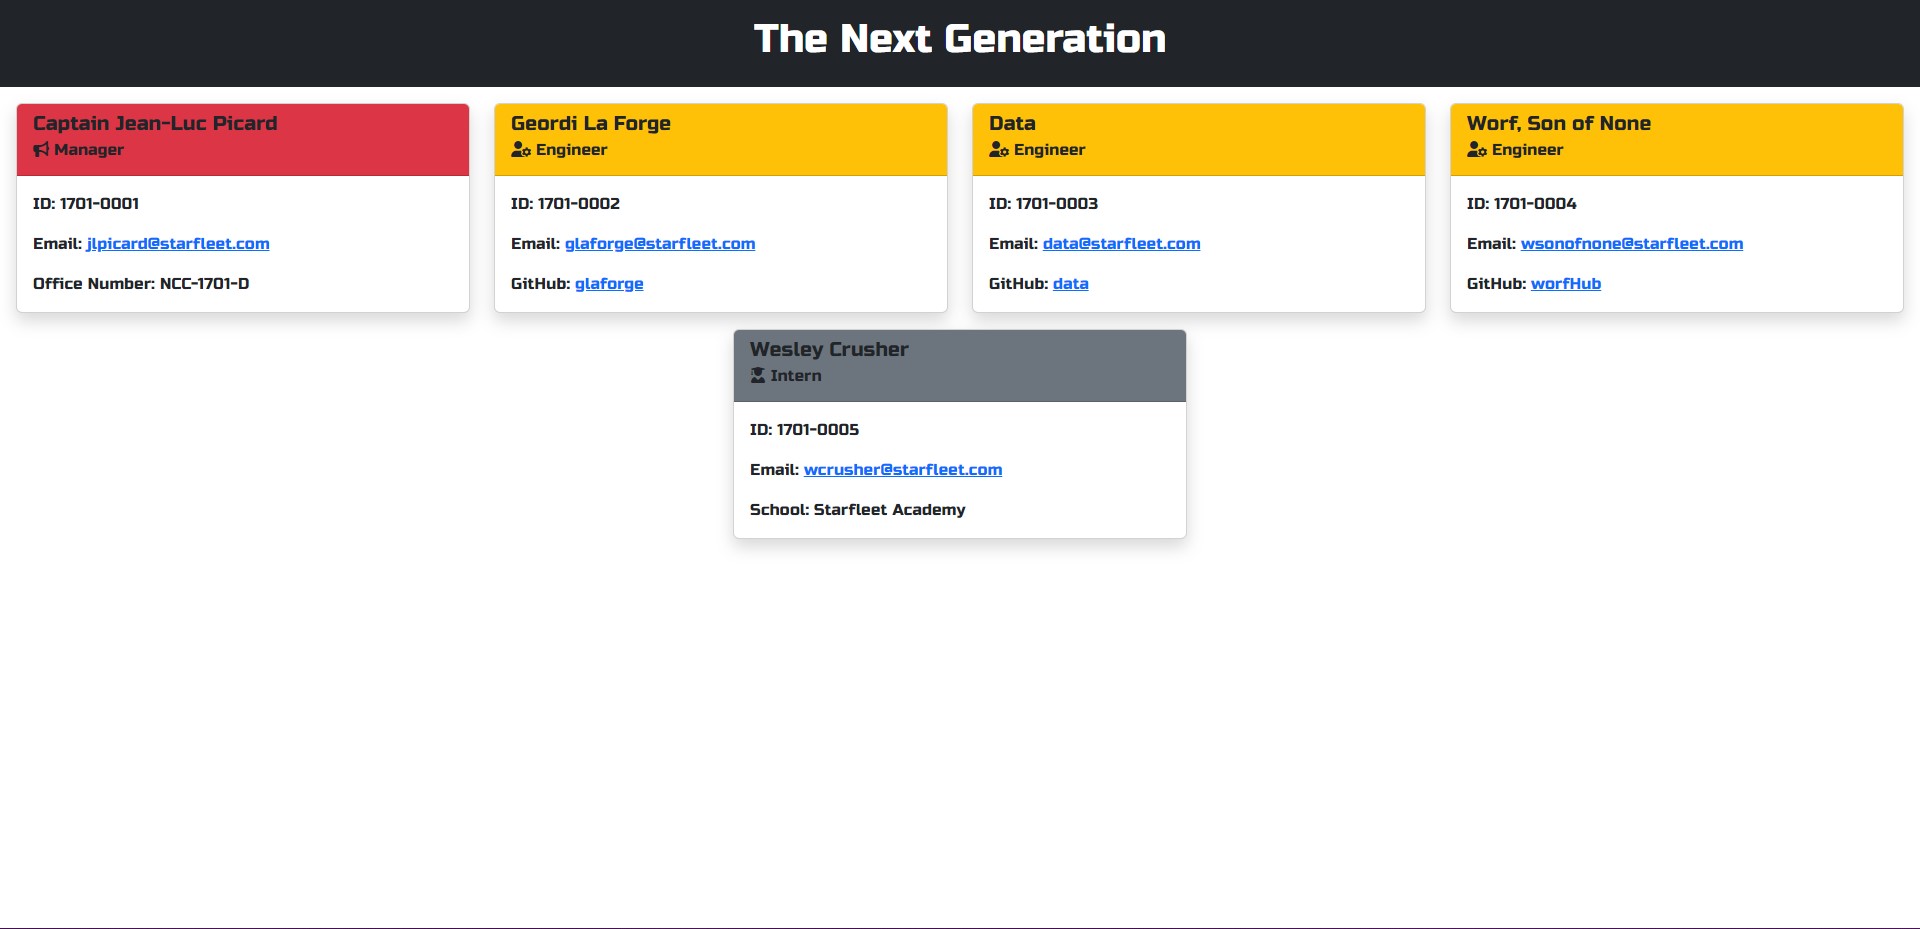 The Next Generation
Captain Jean-Luc Picard
Manager
ID: 1701-0001
Email: jlpicard@starfleet.com
Office Number: NCC-1701-D
Geordi La Forge
Engineer
ID: 1701-0002
Email: glaforge@starfleet.com
GitHub: glaforge
Data
Engineer
ID: 1701-0003
Email: data@starfleet.com
GitHub: data
Worf, Son of None
Engineer
ID: 1701-0004
Email: wsonofnone@starfleet.com
GitHub: worfHub
Wesley Crusher
Intern
ID: 1701-0005
Email: wcrusher@starfleet.com
School: Starfleet Academy